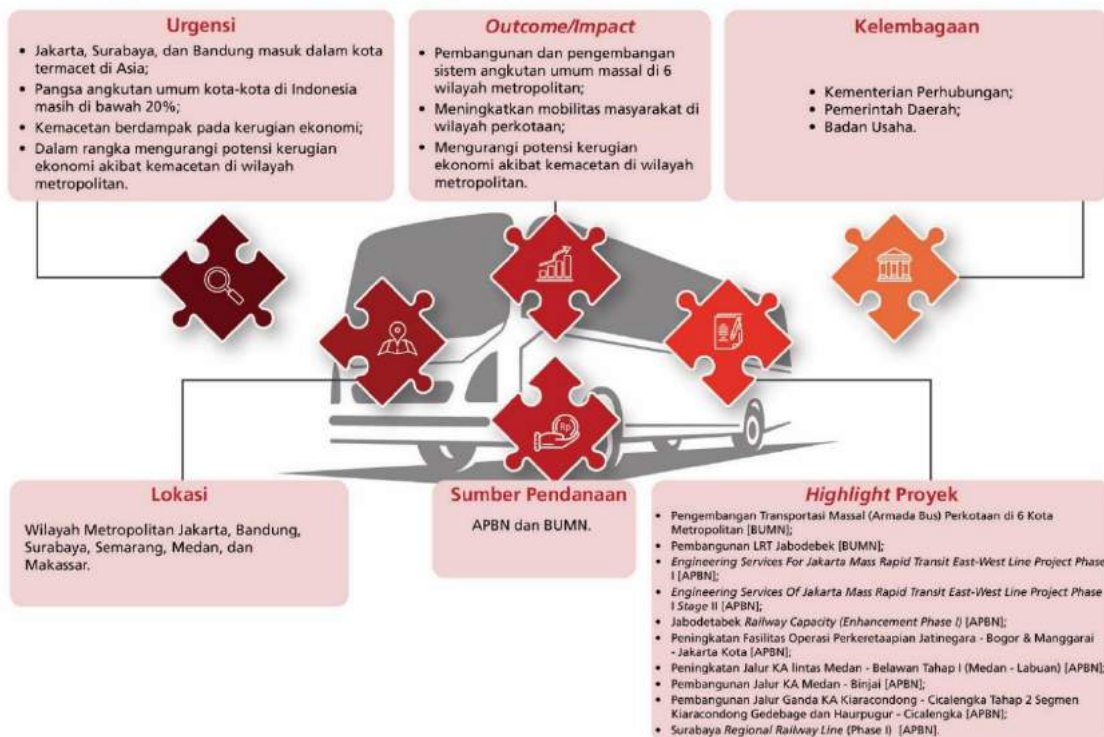 Urgensi
• Jakarta, Surabaya, dan Bandung masuk dalam kota
termacet di Asia;
• Pangsa angkutan umum kota-kota di Indonesia
masih di bawah 20%;
• Kemacetan berdampak pada kerugian ekonomi;
• Dalam rangka mengurangi potensi kerugian
ekonomi akibat kemacetan di wilayah
metropolitan.
Outcome/Impact
• Pembangunan dan pengembangan
sistem angkutan umum massal di 6
wilayah metropolitan;
• Meningkatkan mobilitas masyarakat di
wilayah perkotaan;
• Mengurangi potensi kerugian
ekonomi akibat kemacetan di wilayah
metropolitan.
Kelembagaan
• Kementerian Perhubungan;
• Pemerintah Daerah;
• Badan Usaha.
Rp
Lokasi
Wilayah Metropolitan Jakarta, Bandung,
Surabaya, Semarang, Medan, dan
Makassar.
Sumber Pendanaan
APBN dan BUMN.
Highlight Proyek
• Pengembangan Transportasi Massal (Armada Bus) Perkotaan di 6 Kota
Metropolitan [BUMN];
• Pembangunan LRT Jabodebek [BUMN];
• Engineering Services For Jakarta Mass Rapid Transit East-West Line Project Phase
I [APBN];
• Engineering Services Of Jakarta Mass Rapid Transit East-West Line Project Phase
I Stage II [APBN];
• Jabodetabek Railway Capacity (Enhancement Phase I) [APBN];
• Peningkatan Fasilitas Operasi Perkeretaapian Jatinegara - Bogor & Manggarai
- Jakarta Kota [APBN];
• Peningkatan Jalur KA lintas Medan - Belawan Tahap I (Medan - Labuan) [APBN];
• Pembangunan Jalur KA Medan - Binjai [APBN];
• Pembangunan Jalur Ganda KA Kiaracondong - Cicalengka Tahap 2 Segmen
Kiaracondong Gedebage dan Haurpugur - Cicalengka [APBN];
• Surabaya Regional Railway Line (Phase I) [APBN].